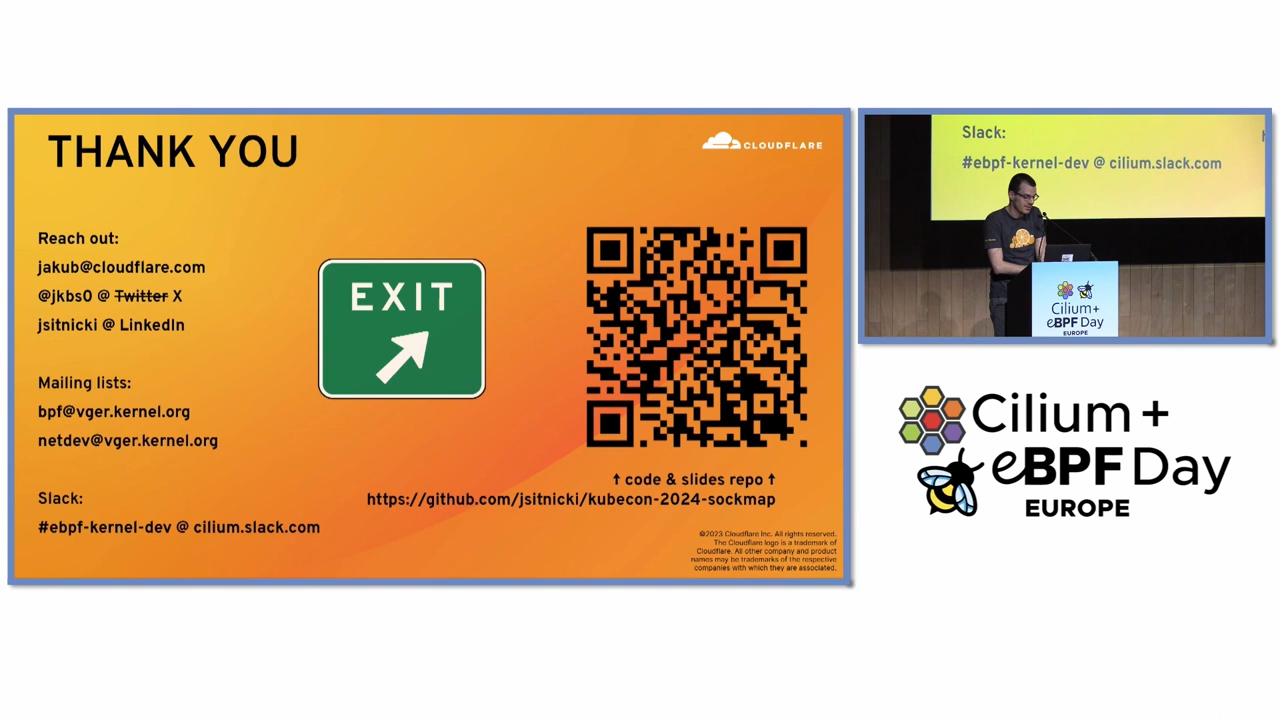 THANK YOU
CLOUDFLARE
Reach out:
jakub@cloudflare.com
@jkbs0 @ Twitter X
jsitnicki @ LinkedIn
Mailing lists:
bpf@vger.kernel.org
netdev@vger.kernel.org
Slack:
#ebpf-kernel-dev @ cilium.slack.com
EXIT
↑ code & slides repo ↑
https://github.com/jsitnicki/kubecon-2024-sockmap
©2023 Cloudflare Inc. All rights reserved.
The Cloudflare logo is a trademark of
Cloudflare. All other company and product
names may be trademarks of the respective
companies with which they are associated.
Slack:
#ebpf-kernel-dev @ cilium.slack.com
Cilium+
eBPF Day
EUROPE
Cilium +
eBPF Day
EUROPE